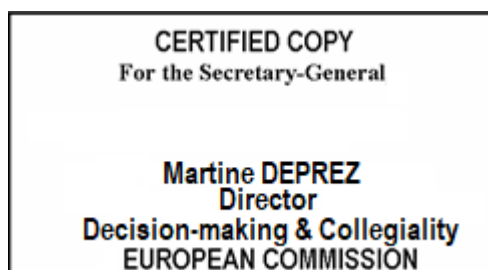 CERTIFIED COPY
For the Secretary-General
Martine DEPREZ
Director
Decision-making & Collegiality
EUROPEAN COMMISSION